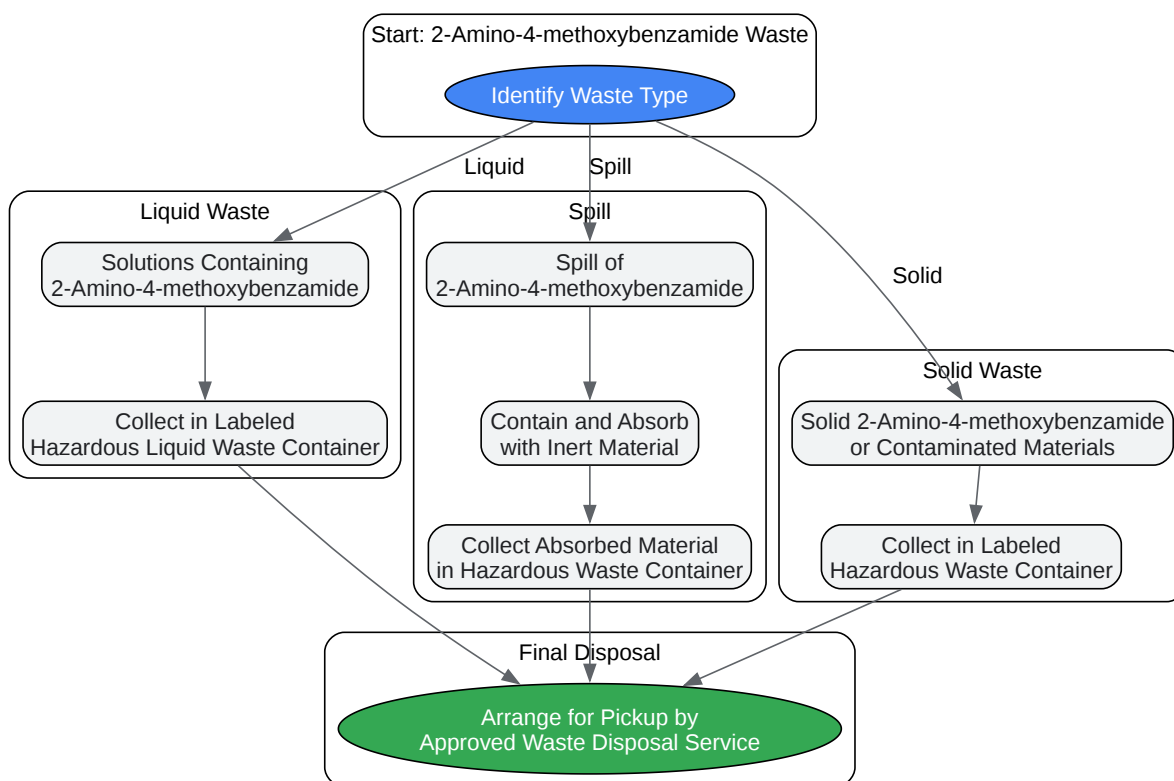 Start: 2-Amino-4-methoxybenzamide Waste
Identify Waste Type
Liquid
Spill
Solid
Liquid Waste
Solutions Containing
2-Amino-4-methoxybenzamide
Collect in Labeled
Hazardous Liquid Waste Container
Spill
Spill of
2-Amino-4-methoxybenzamide
Contain and Absorb
with Inert Material
Collect Absorbed Material
in Hazardous Waste Container
Solid Waste
Solid 2-Amino-4-methoxybenzamide
or Contaminated Materials
Collect in Labeled
Hazardous Waste Container
Final Disposal
Arrange for Pickup by
Approved Waste Disposal Service